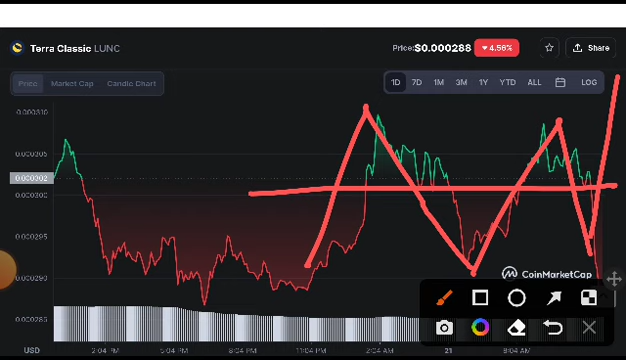 Terra Classic LUNC
Price: $0.000288 ▼4.56%
Share
Price Market Cap Candle Chart
1D 7D 1M 3M 1Y YTD ALL LOG
0.000310
0.000305
0.000302
0.000300
0.000295
0.000290
0.000285
CoinMarketCap
USD 2:04 PM 5:04 PM 8:04 PM 11:04 PM 2:04 AM 21 8:04 AM